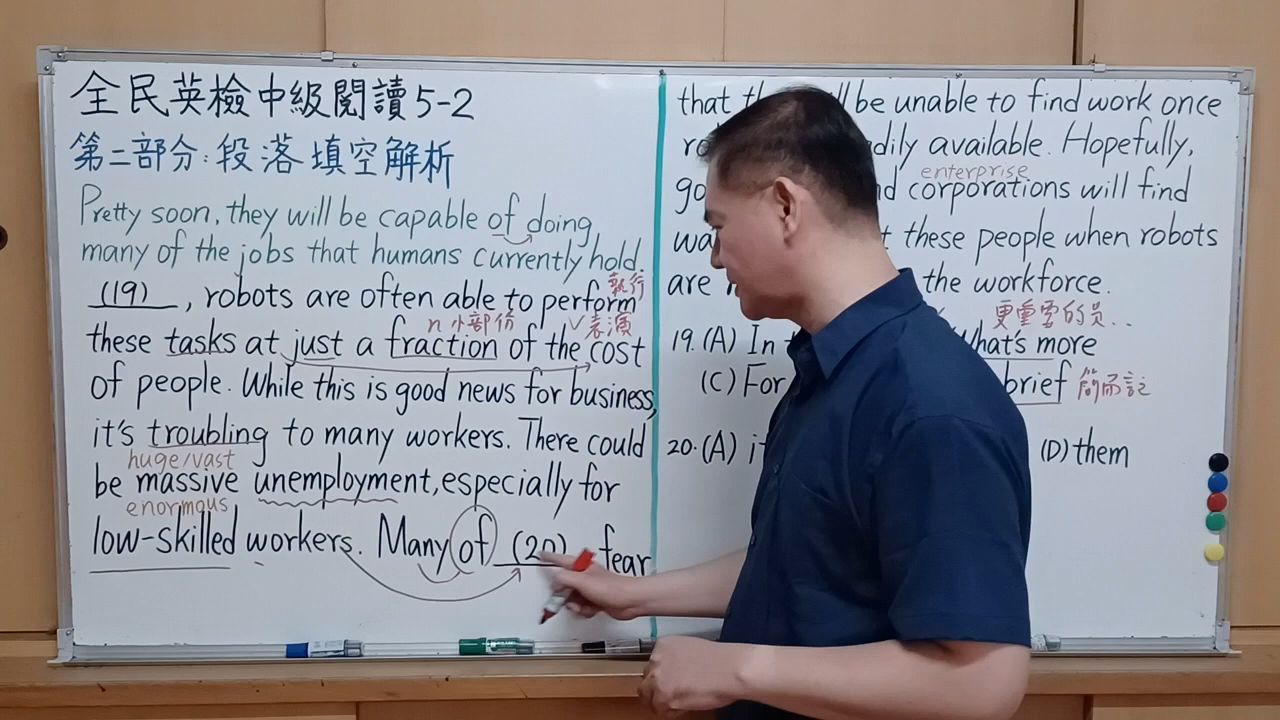 全民英檢中級閱讀5-2
第二部分:段落填空解析
Pretty soon, they will be capable of doing
many of the jobs that humans currently hold.
(19), robots are often able to perform
執行
n 小部份 v 表演
these tasks at just a fraction of the cost
of people. While this is good news for business,
it's troubling to many workers. There could
huge/vast
be massive unemployment, especially for
enormous
low-skilled workers. Many of (20) fear
that be unable to find work once
available. Hopefully,
enterprise
corporations will find
these people when robots
are the workforce.
更重要的是..
19. (A) In What's more
(C) For brief 簡而言之
20. (A) (D) them